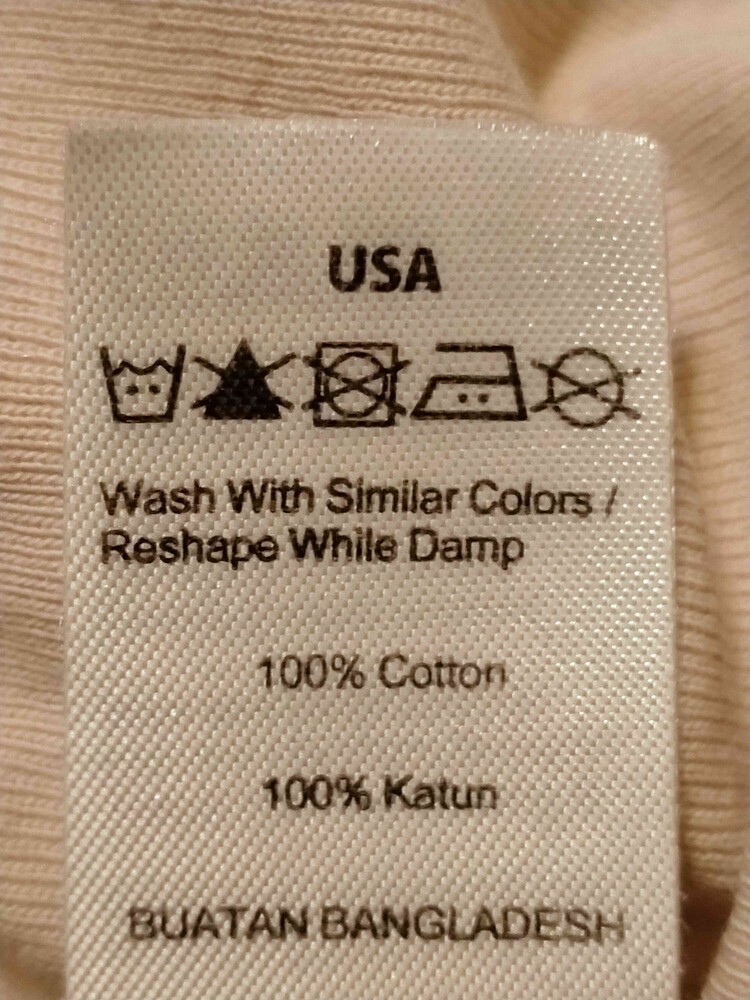 USA
Wash With Similar Colors /
Reshape While Damp
100% Cotton
100% Katun
BUATAN BANGLADESH